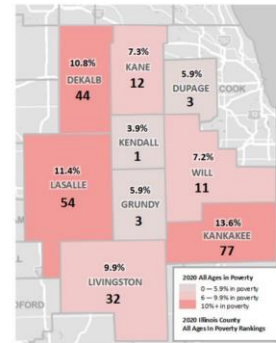 10.8%
DEKALB
44
7.3%
KANE
12
5.9%
DUPAGE
3
COOK
3.9%
KENDALL
1
11.4%
LASALLE
54
5.9%
GRUNDY
3
7.2%
WILL
11
13.6%
KANKAKEE
77
9.9%
LIVINGSTON
32
DFORD
2020 All Ages in Poverty
0 — 5.9% in poverty
6 — 9.9% in poverty
10%+ in poverty
2020 Illinois County
All Ages in Poverty Rankings